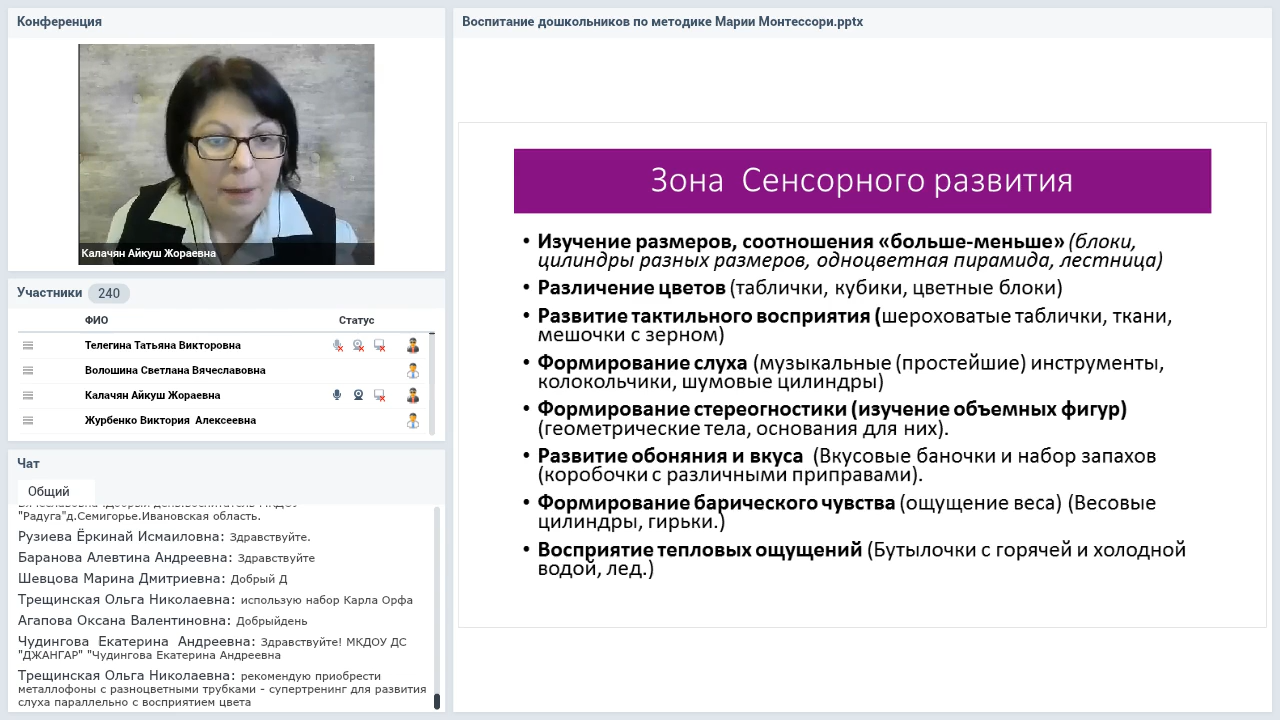 Конференция
Калачян Айкуш Жораевна
Участники 240
ФИО Статус
Телегина Татьяна Викторовна
Волошина Светлана Вячеславовна
Калачян Айкуш Жораевна
Журбенко Виктория Алексеевна
Чат
Общий
"Радуга"д.Семигорье.Ивановская область.
Рузиева Ёркинай Исмаиловна: Здравствуйте.
Баранова Алевтина Андреевна: Здравствуйте
Шевцова Марина Дмитриевна: Добрый Д
Трещинская Ольга Николаевна: использую набор Карла Орфа
Агапова Оксана Валентиновна: Добрыйдень
Чудингова Екатерина Андреевна: Здравствуйте! МКДОУ ДС
"ДЖАНГАР" "Чудингова Екатерина Андреевна
Трещинская Ольга Николаевна: рекомендую приобрести
металлофоны с разноцветными трубками - супертренинг для развития
слуха параллельно с восприятием цвета
Воспитание дошкольников по методике Марии Монтессори.pptx
Зона Сенсорного развития
• Изучение размеров, соотношения «больше-меньше» (блоки,
цилиндры разных размеров, одноцветная пирамида, лестница)
• Различение цветов (таблички, кубики, цветные блоки)
• Развитие тактильного восприятия (шероховатые таблички, ткани,
мешочки с зерном)
• Формирование слуха (музыкальные (простейшие) инструменты,
колокольчики, шумовые цилиндры)
• Формирование стереогностики (изучение объемных фигур)
(геометрические тела, основания для них).
• Развитие обоняния и вкуса (Вкусовые баночки и набор запахов
(коробочки с различными приправами).
• Формирование барического чувства (ощущение веса) (Весовые
цилиндры, гирьки.)
• Восприятие тепловых ощущений (Бутылочки с горячей и холодной
водой, лед.)